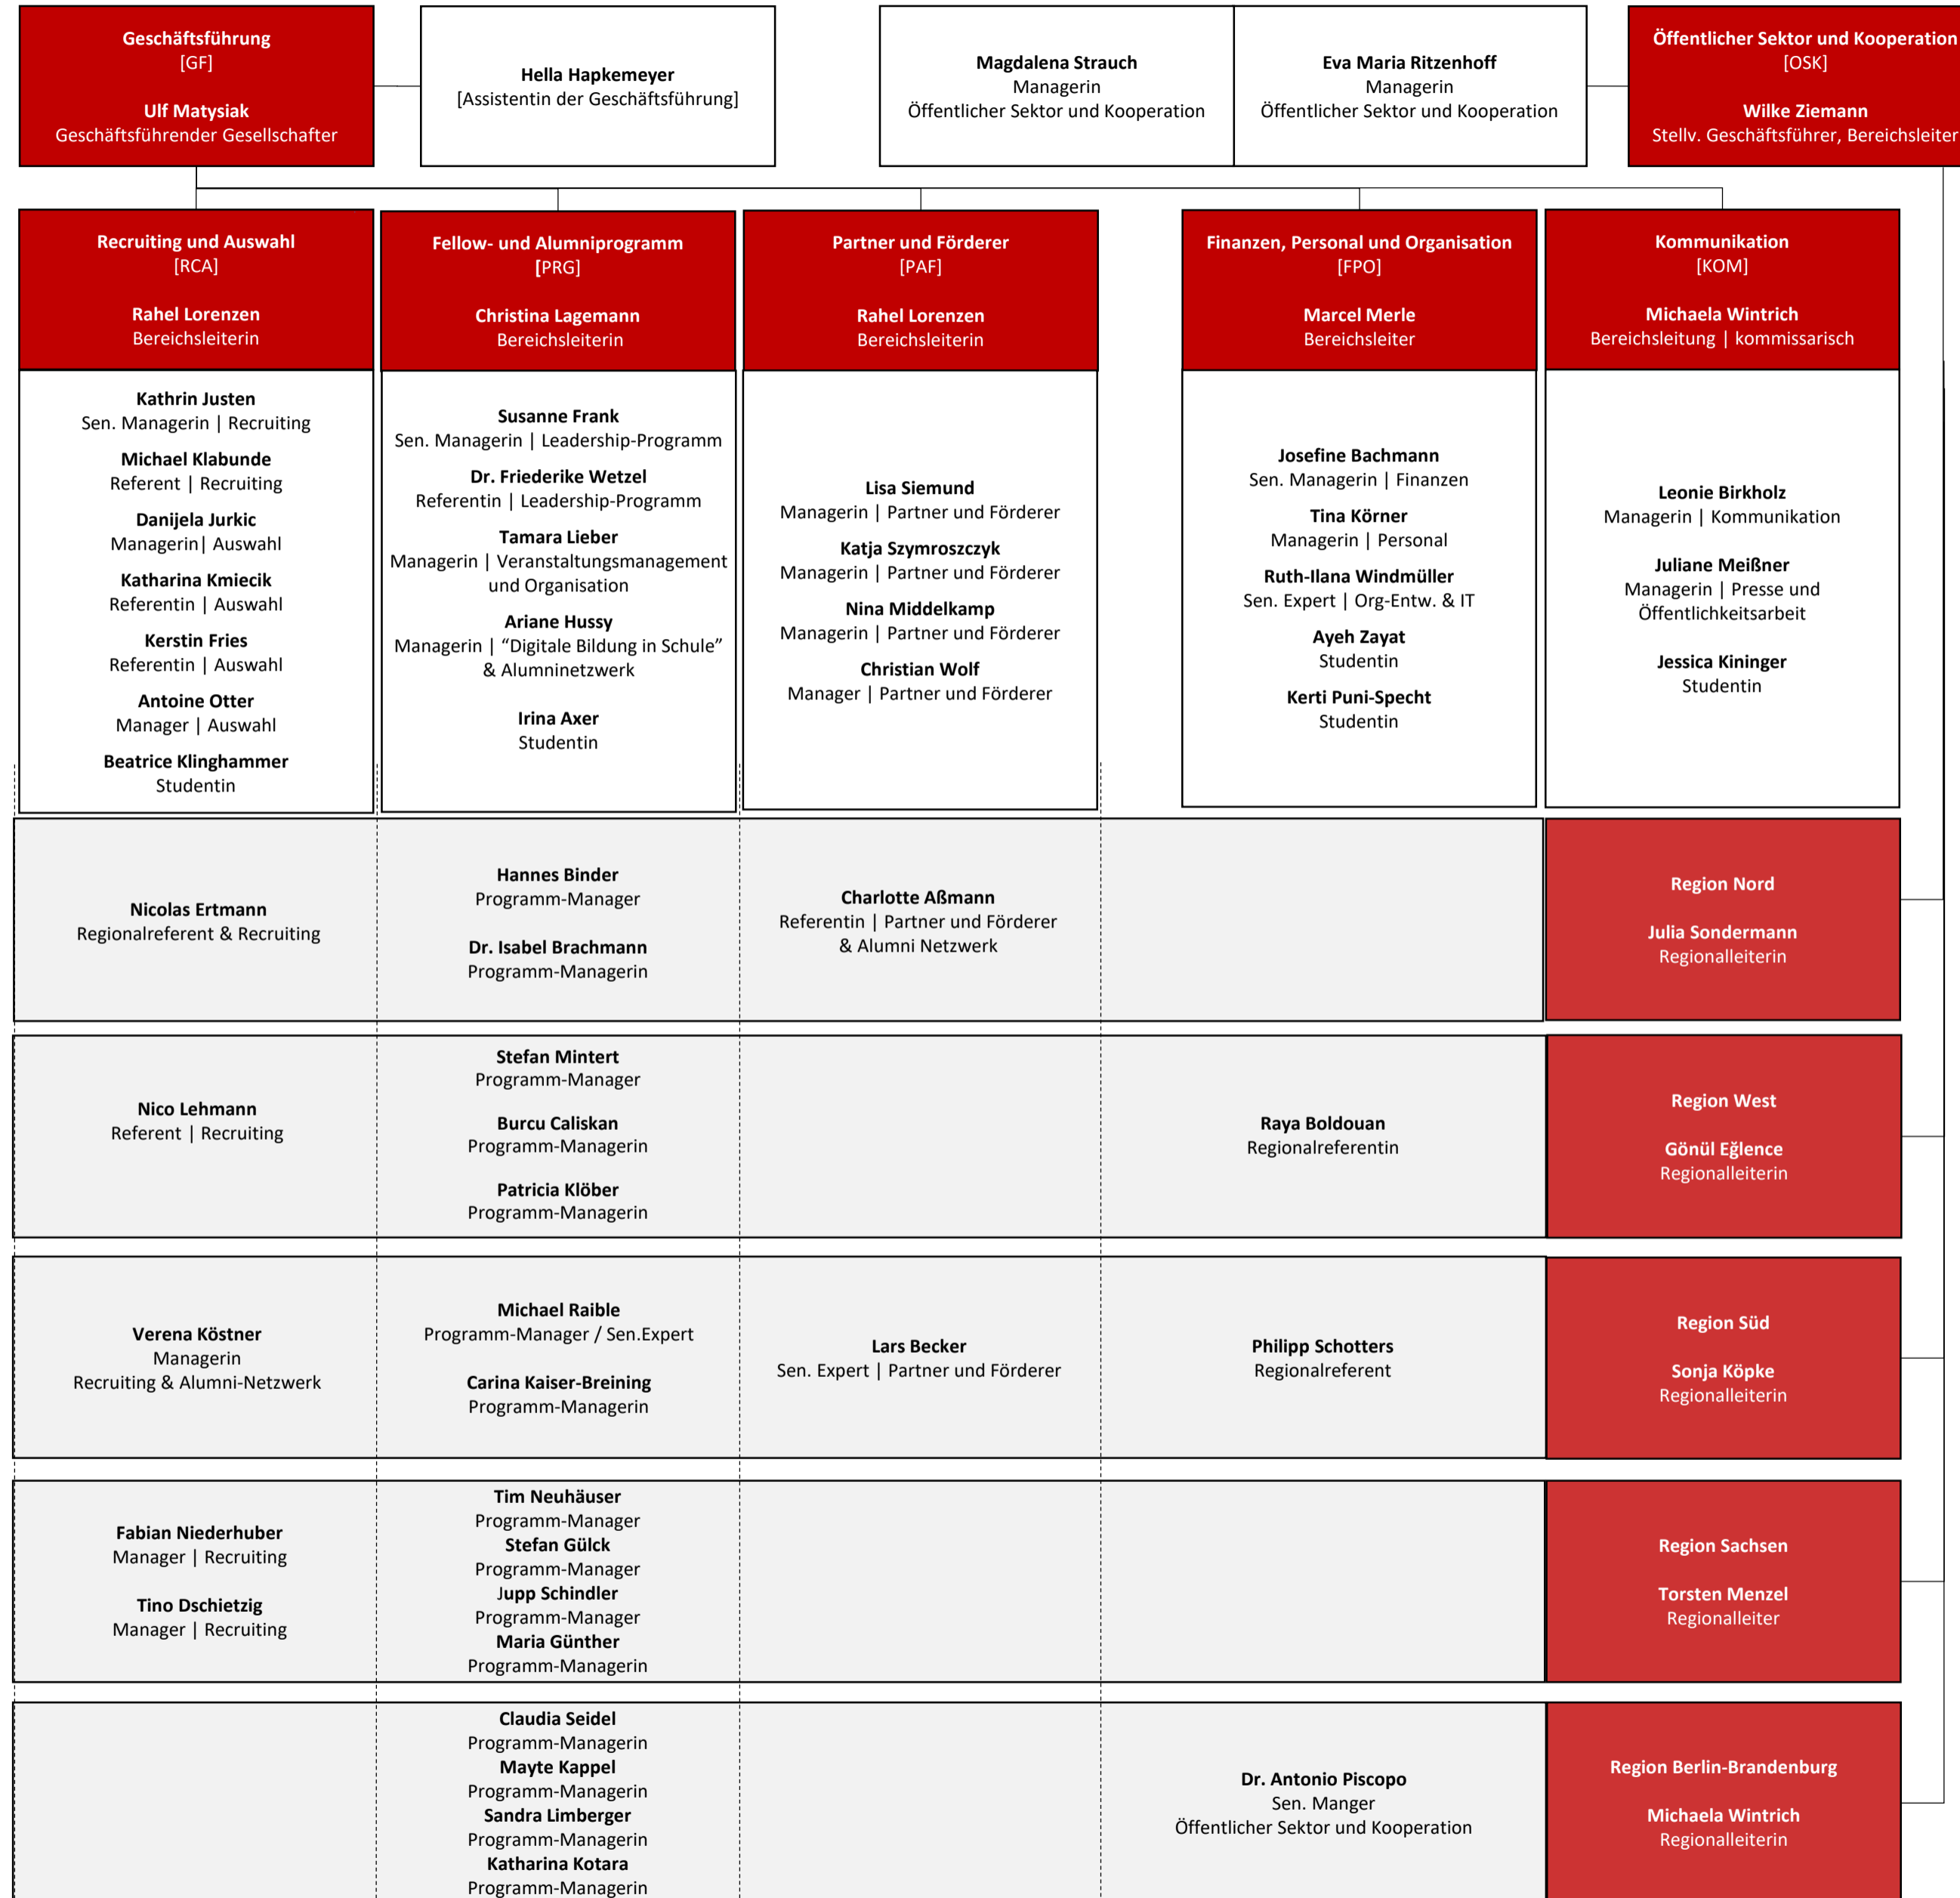 Geschäftsführung
[GF]
Ulf Matysiak
Geschäftsführender Gesellschafter
Hella Hapkemeyer
[Assistentin der Geschäftsführung]
Magdalena Strauch
Managerin
Öffentlicher Sektor und Kooperation
Eva Maria Ritzenhoff
Managerin
Öffentlicher Sektor und Kooperation
Öffentlicher Sektor und Kooperation
[OSK]
Wilke Ziemann
Stellv. Geschäftsführer, Bereichsleiter
Recruiting und Auswahl
[RCA]
Rahel Lorenzen
Bereichsleiterin
Kathrin Justen
Sen. Managerin | Recruiting
Michael Klabunde
Referent | Recruiting
Danijela Jurkic
Managerin| Auswahl
Katharina Kmiecik
Referentin | Auswahl
Kerstin Fries
Referentin | Auswahl
Antoine Otter
Manager | Auswahl
Beatrice Klinghammer
Studentin
Fellow- und Alumniprogramm
[PRG]
Christina Lagemann
Bereichsleiterin
Susanne Frank
Sen. Managerin | Leadership-Programm
Dr. Friederike Wetzel
Referentin | Leadership-Programm
Tamara Lieber
Managerin | Veranstaltungsmanagement
und Organisation
Ariane Hussy
Managerin | “Digitale Bildung in Schule”
& Alumninetzwerk
Irina Axer
Studentin
Partner und Förderer
[PAF]
Rahel Lorenzen
Bereichsleiterin
Lisa Siemund
Managerin | Partner und Förderer
Katja Szymroszczyk
Managerin | Partner und Förderer
Nina Middelkamp
Managerin | Partner und Förderer
Christian Wolf
Manager | Partner und Förderer
Finanzen, Personal und Organisation
[FPO]
Marcel Merle
Bereichsleiter
Josefine Bachmann
Sen. Managerin | Finanzen
Tina Körner
Managerin | Personal
Ruth-Ilana Windmüller
Sen. Expert | Org-Entw. & IT
Ayeh Zayat
Studentin
Kerti Puni-Specht
Studentin
Kommunikation
[KOM]
Michaela Wintrich
Bereichsleitung | kommissarisch
Leonie Birkholz
Managerin | Kommunikation
Juliane Meißner
Managerin | Presse und
Öffentlichkeitsarbeit
Jessica Kininger
Studentin
Nicolas Ertmann
Regionalreferent & Recruiting
Hannes Binder
Programm-Manager
Dr. Isabel Brachmann
Programm-Managerin
Charlotte Aßmann
Referentin | Partner und Förderer
& Alumni Netzwerk
Region Nord
Julia Sondermann
Regionalleiterin
Nico Lehmann
Referent | Recruiting
Stefan Mintert
Programm-Manager
Burcu Caliskan
Programm-Managerin
Patricia Klöber
Programm-Managerin
Raya Boldouan
Regionalreferentin
Region West
Gönül Eğlence
Regionalleiterin
Verena Köstner
Managerin
Recruiting & Alumni-Netzwerk
Michael Raible
Programm-Manager / Sen.Expert
Carina Kaiser-Breining
Programm-Managerin
Lars Becker
Sen. Expert | Partner und Förderer
Philipp Schotters
Regionalreferent
Region Süd
Sonja Köpke
Regionalleiterin
Fabian Niederhuber
Manager | Recruiting
Tino Dschietzig
Manager | Recruiting
Tim Neuhäuser
Programm-Manager
Stefan Gülck
Programm-Manager
Jupp Schindler
Programm-Manager
Maria Günther
Programm-Managerin
Region Sachsen
Torsten Menzel
Regionalleiter
Claudia Seidel
Programm-Managerin
Mayte Kappel
Programm-Managerin
Sandra Limberger
Programm-Managerin
Katharina Kotara
Programm-Managerin
Dr. Antonio Piscopo
Sen. Manger
Öffentlicher Sektor und Kooperation
Region Berlin-Brandenburg
Michaela Wintrich
Regionalleiterin